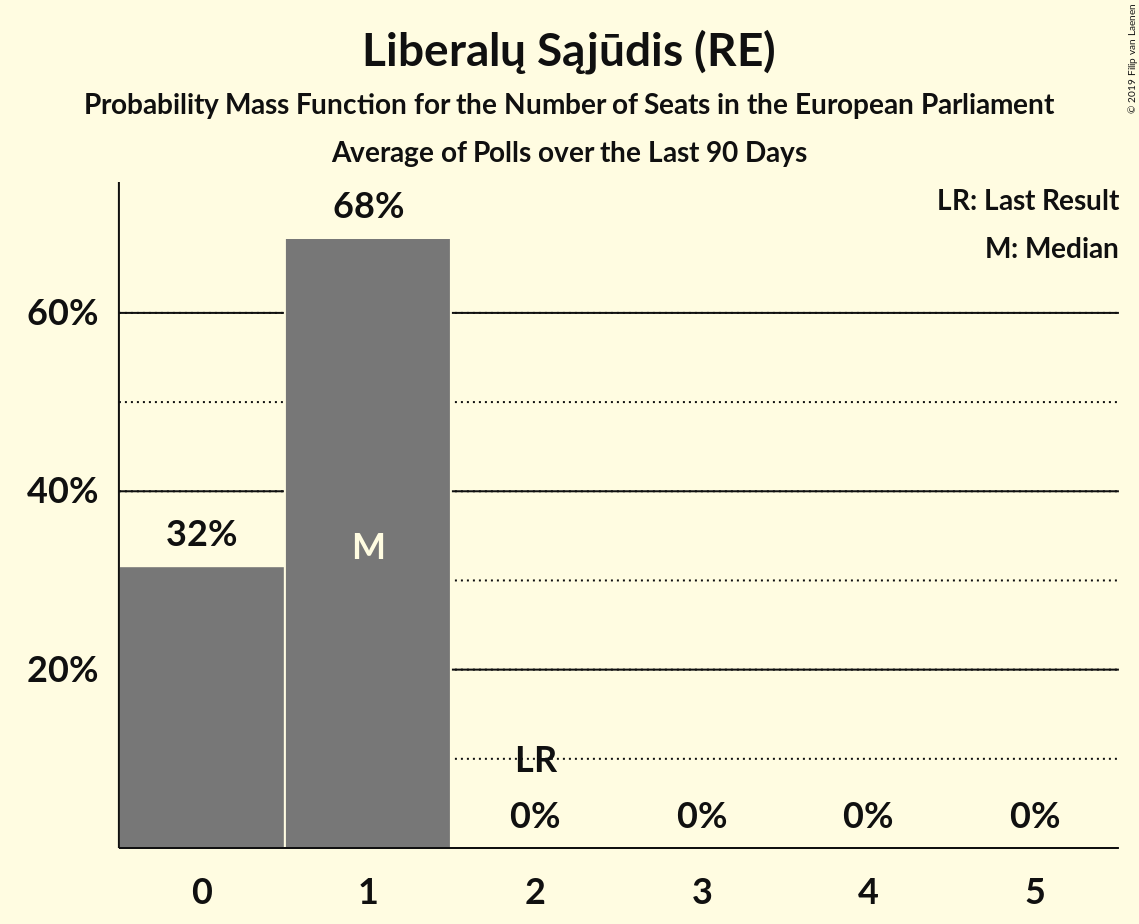 Liberalų Sąjūdis (RE)
Probability Mass Function for the Number of Seats in the European Parliament
Average of Polls over the Last 90 Days
© 2019 Filip van Laenen
LR: Last Result
M: Median
68%
60%
40%
32%
M
20%
LR
0% 0% 0% 0%
0 1 2 3 4 5